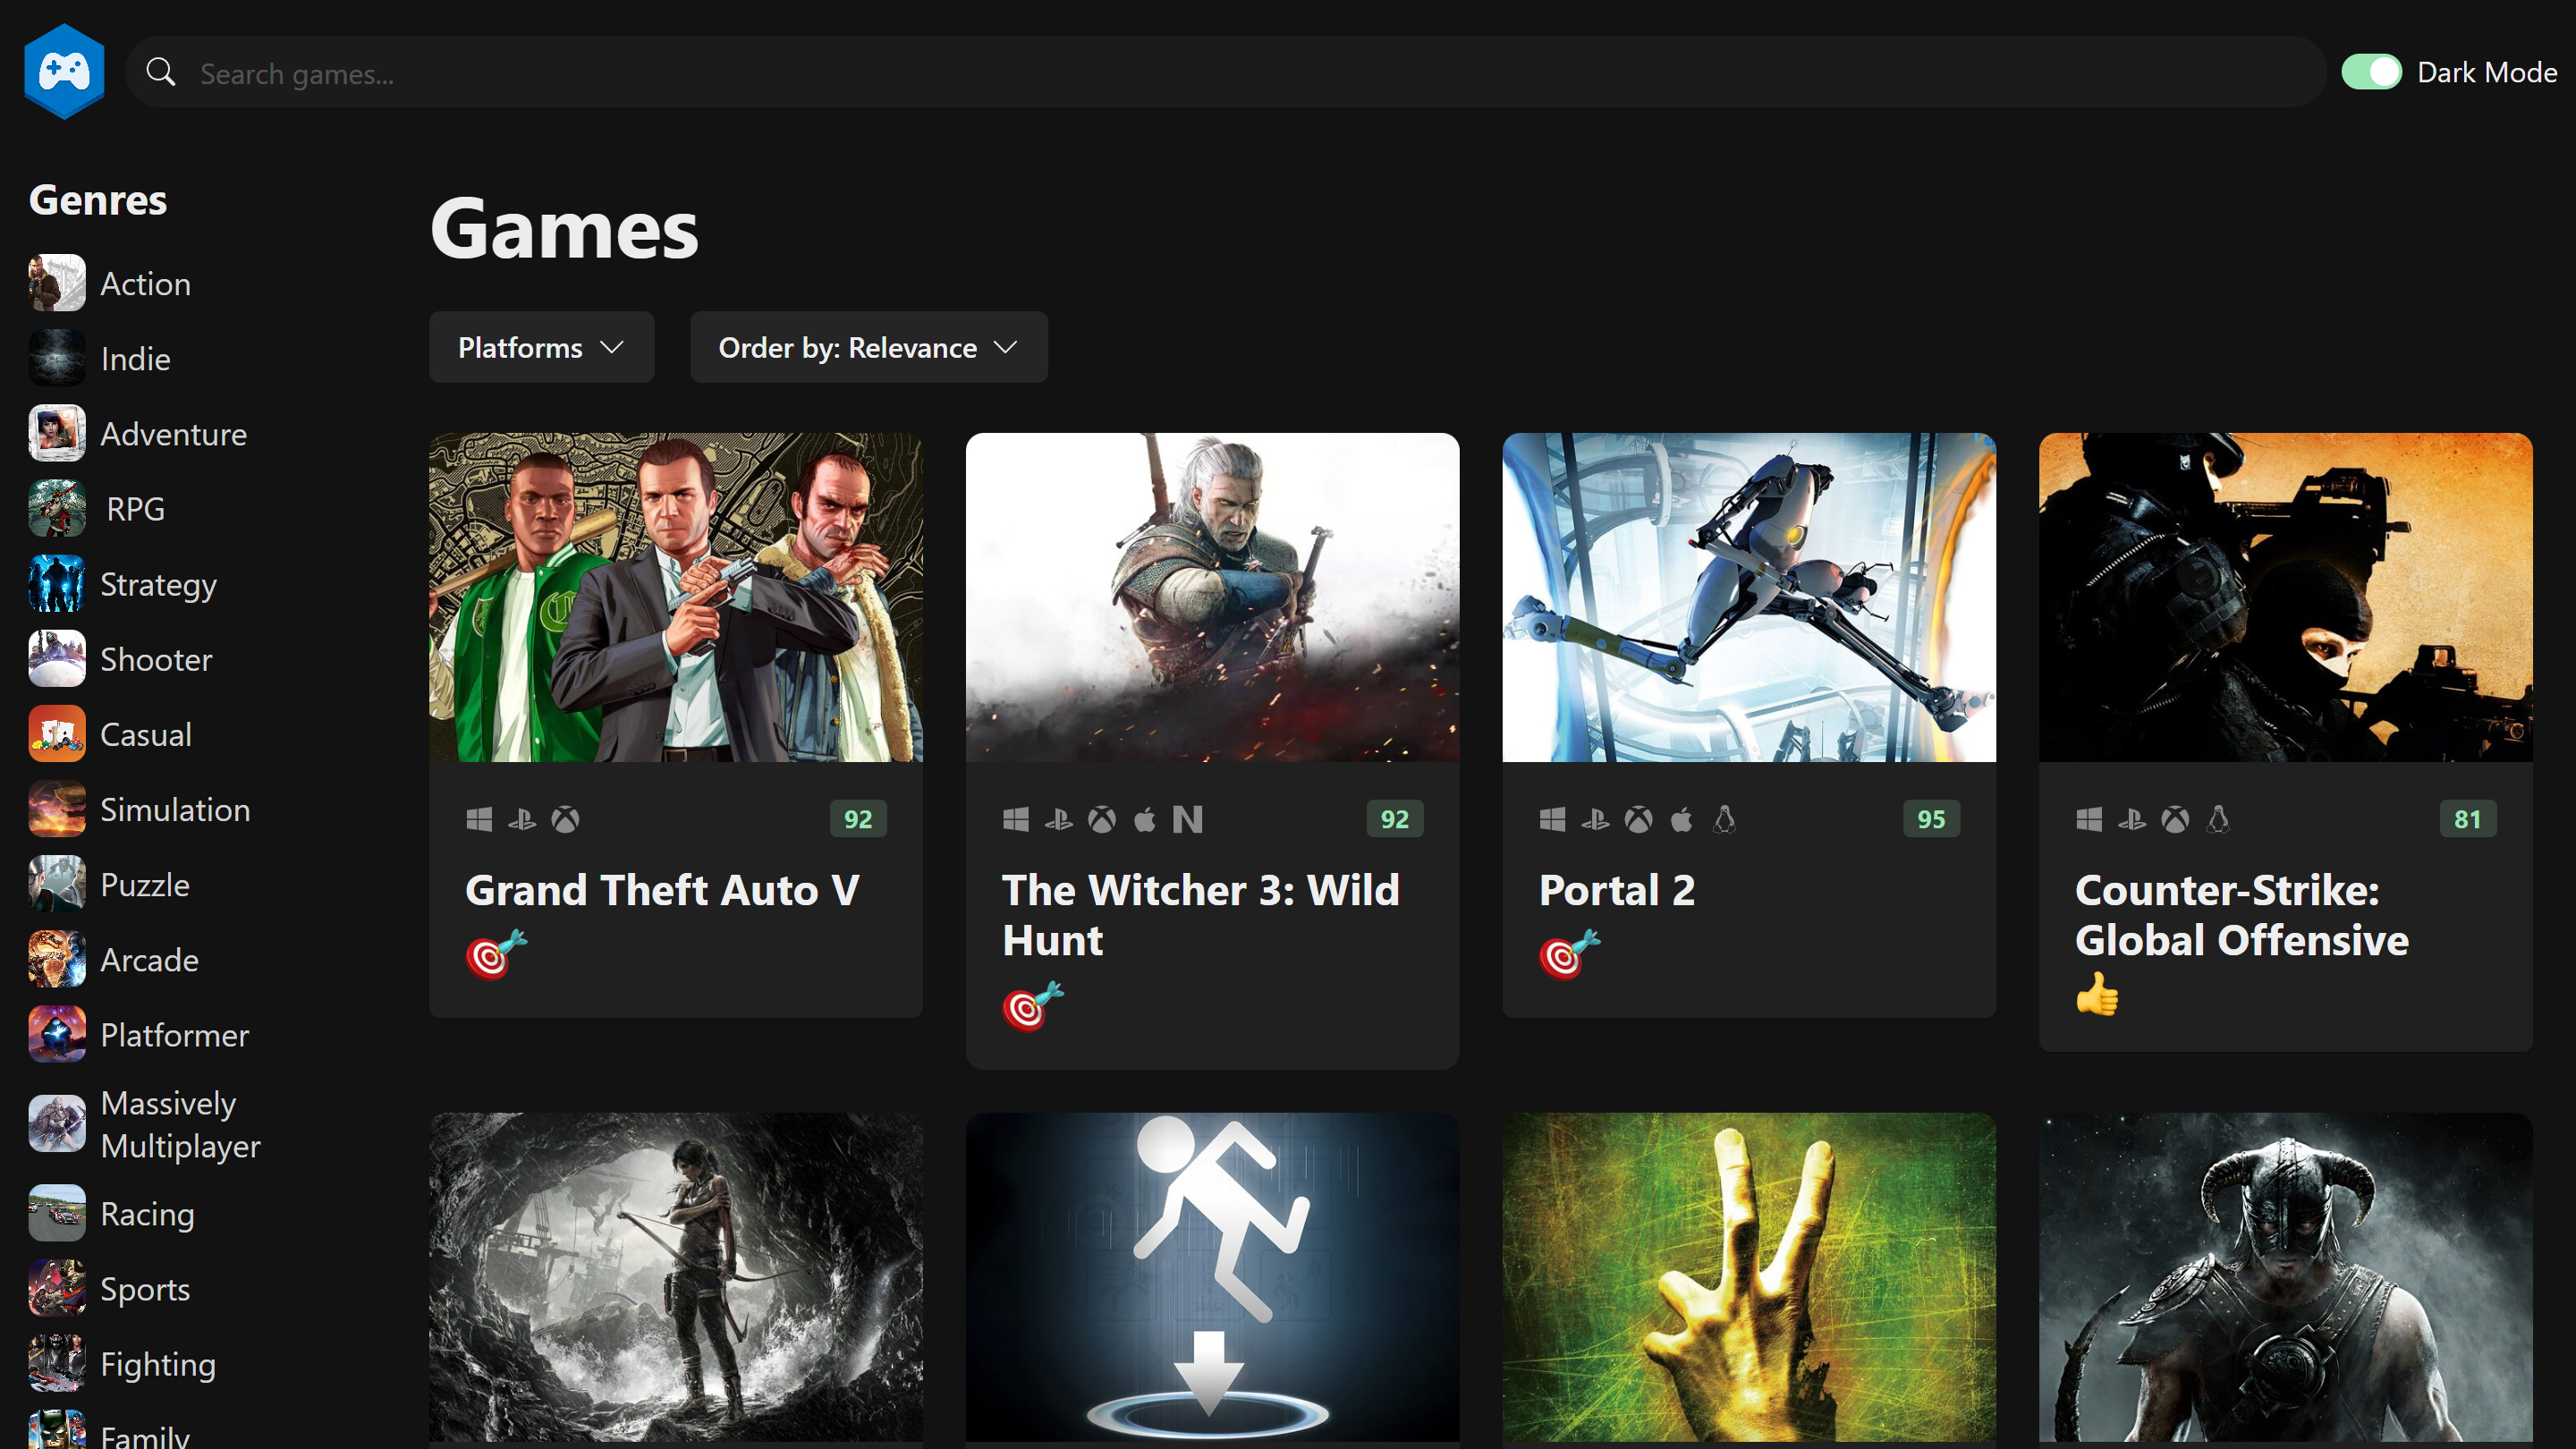 Search games...
Dark Mode
Genres
Action
Indie
Adventure
RPG
Strategy
Shooter
Casual
Simulation
Puzzle
Arcade
Platformer
Massively
Multiplayer
Racing
Sports
Fighting
Family
Games
Platforms
Order by: Relevance
92
Grand Theft Auto V
92
The Witcher 3: Wild
Hunt
95
Portal 2
81
Counter-Strike:
Global Offensive